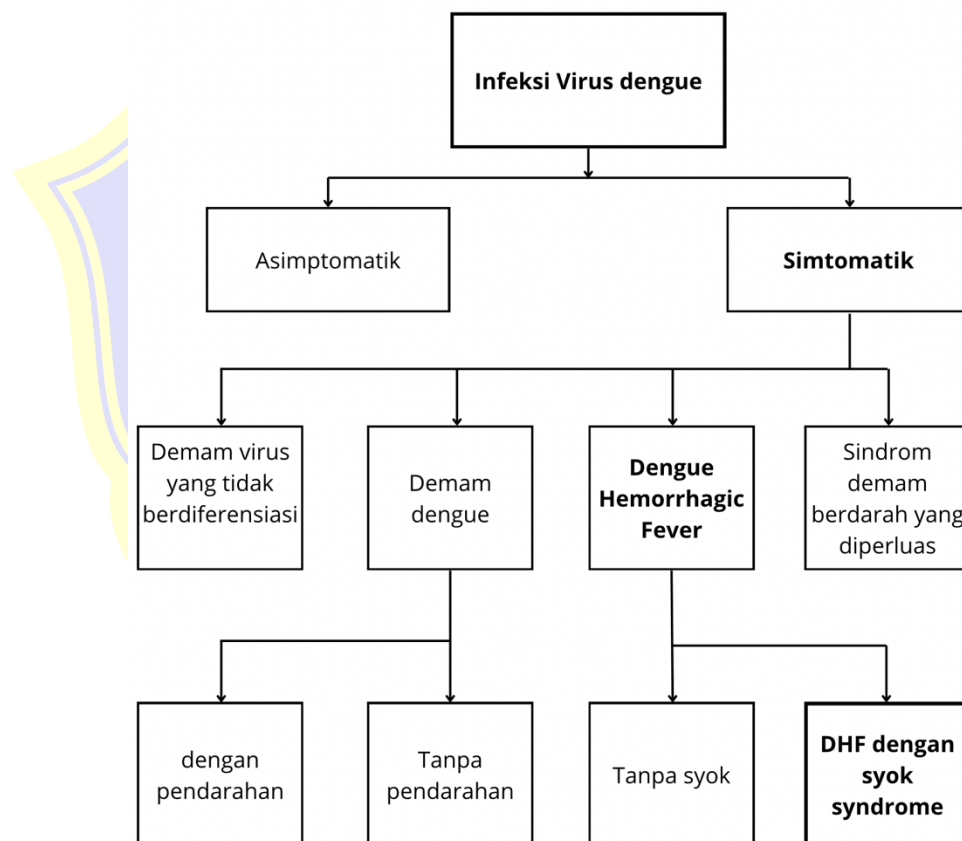 Infeksi Virus dengue
Asimptomatik
Simtomatik
Demam virus
yang tidak
berdiferensiasi
Demam
dengue
Dengue
Hemorrhagic
Fever
Sindrom
demam
berdarah yang
diperluas
dengan
pendarahan
Tanpa
pendarahan
Tanpa syok
DHF dengan
syok
syndrome